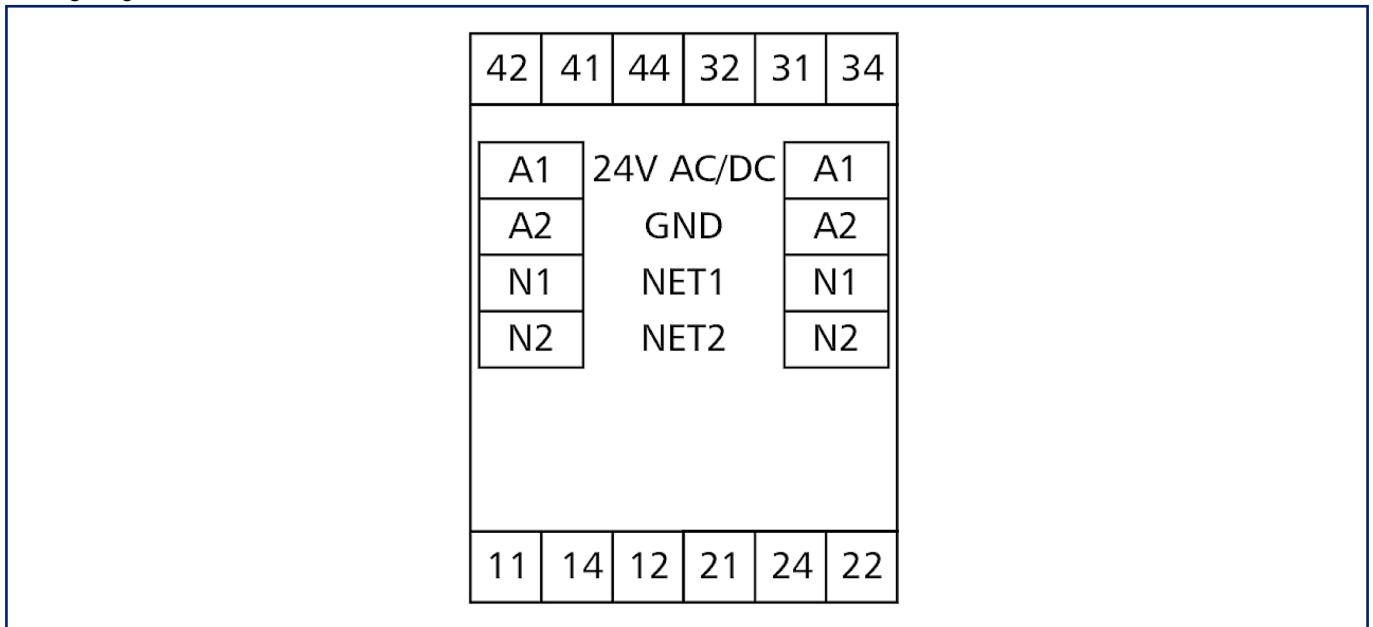 42 41 44 32 31 34
A1 24V AC/DC A1
A2 GND A2
N1 NET1 N1
N2 NET2 N2
11 14 12 21 24 22